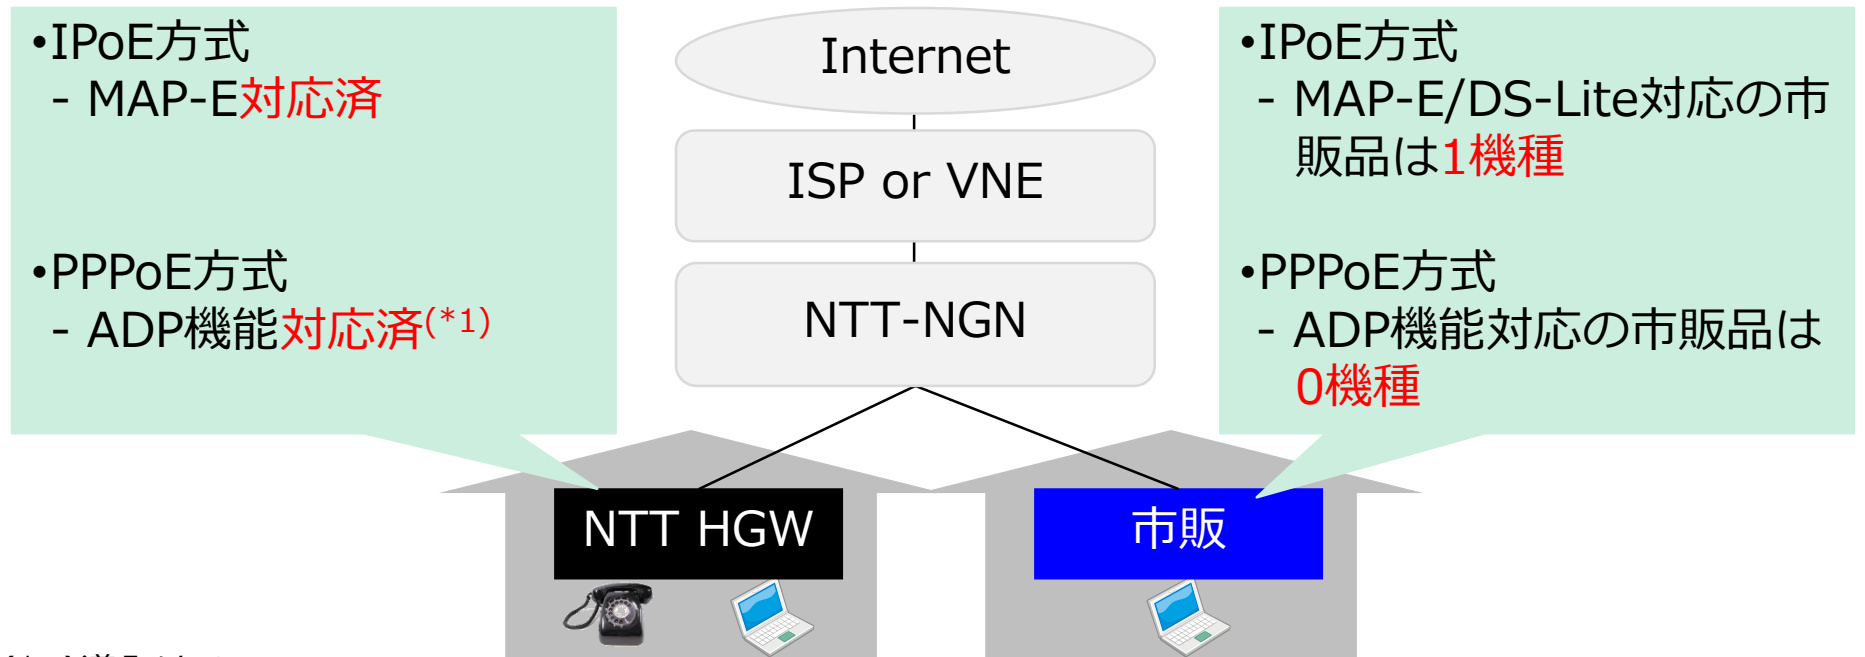 •IPoE方式
- MAP-E対応済
•PPPoE方式
- ADP機能対応済(*1)
Internet
ISP or VNE
NTT-NGN
•IPoE方式
- MAP-E/DS-Lite対応の市
販品は1機種
•PPPoE方式
- ADP機能対応の市販品は
0機種
NTT HGW
市販